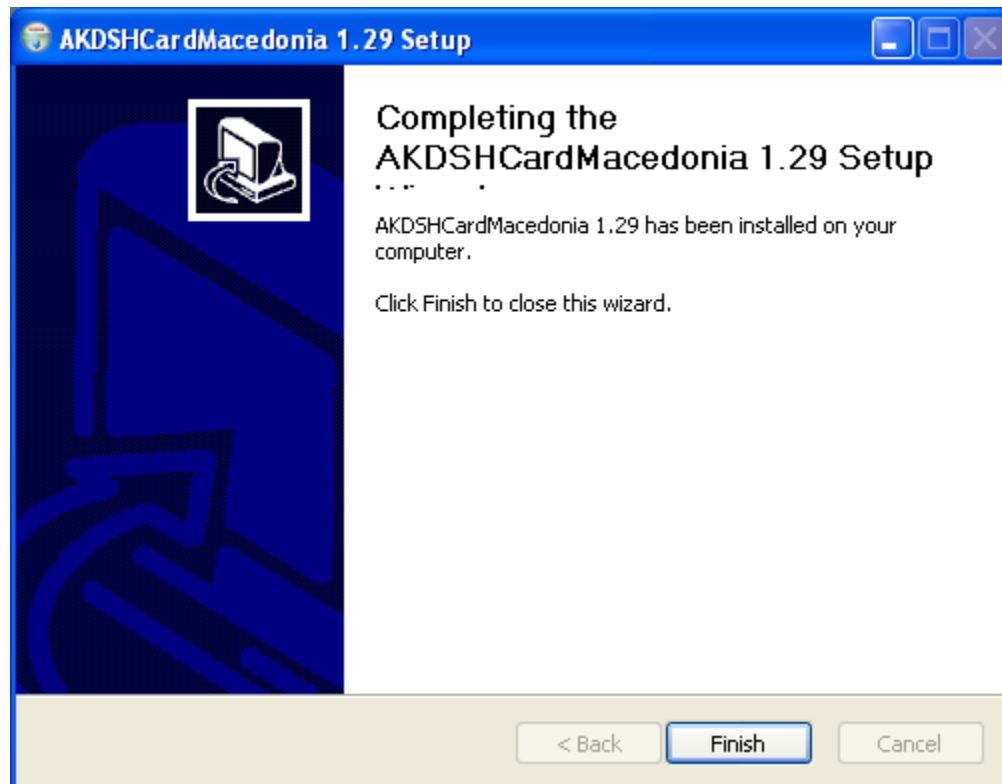 AKDSHCardMacedonia 1.29 Setup
Completing the
AKDSHCardMacedonia 1.29 Setup
AKDSHCardMacedonia 1.29 has been installed on your
computer.
Click Finish to close this wizard.
< Back
Finish
Cancel